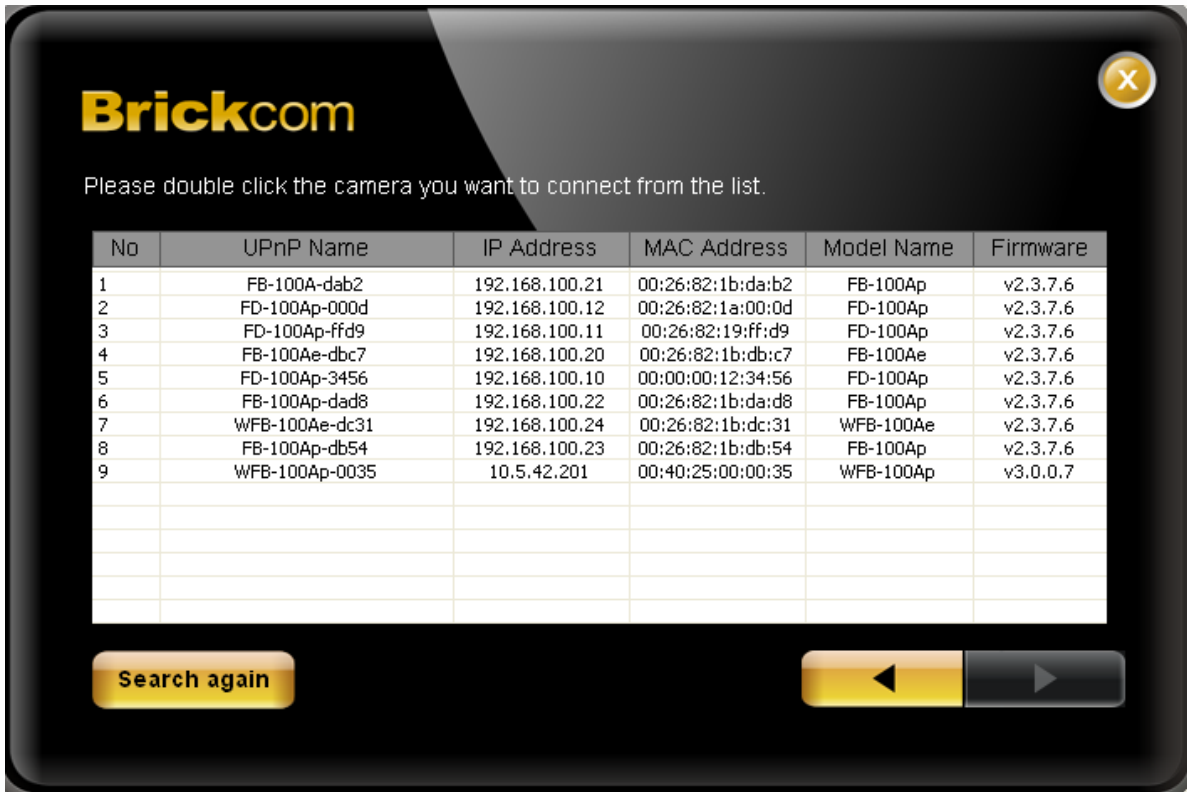 X
Brickcom
Please double click the camera you want to connect from the list.
No UPnP Name IP Address MAC Address Model Name Firmware
1 FB-100A-dab2 192.168.100.21 00:26:82:1b:da:b2 FB-100Ap v2.3.7.6
2 FD-100Ap-000d 192.168.100.12 00:26:82:1a:00:0d FD-100Ap v2.3.7.6
3 FD-100Ap-ffd9 192.168.100.11 00:26:82:19:ff:d9 FD-100Ap v2.3.7.6
4 FB-100Ae-dbc7 192.168.100.20 00:26:82:1b:db:c7 FB-100Ae v2.3.7.6
5 FD-100Ap-3456 192.168.100.10 00:00:00:12:34:56 FD-100Ap v2.3.7.6
6 FB-100Ap-dad8 192.168.100.22 00:26:82:1b:da:d8 FB-100Ap v2.3.7.6
7 WFB-100Ae-dc31 192.168.100.24 00:26:82:1b:dc:31 WFB-100Ae v2.3.7.6
8 FB-100Ap-db54 192.168.100.23 00:26:82:1b:db:54 FB-100Ap v2.3.7.6
9 WFB-100Ap-0035 10.5.42.201 00:40:25:00:00:35 WFB-100Ap v3.0.0.7
Search again